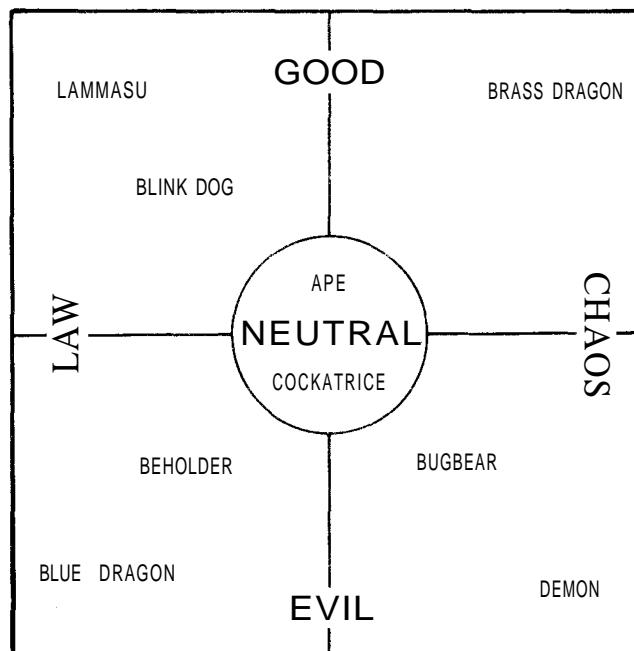 GOOD
LAMMASU
BRASS DRAGON
BLINK DOG
APE
LAW
NEUTRAL
CHAOS
COCKATRICE
BEHOLDER
BUGBEAR
BLUE DRAGON
DEMON
EVIL